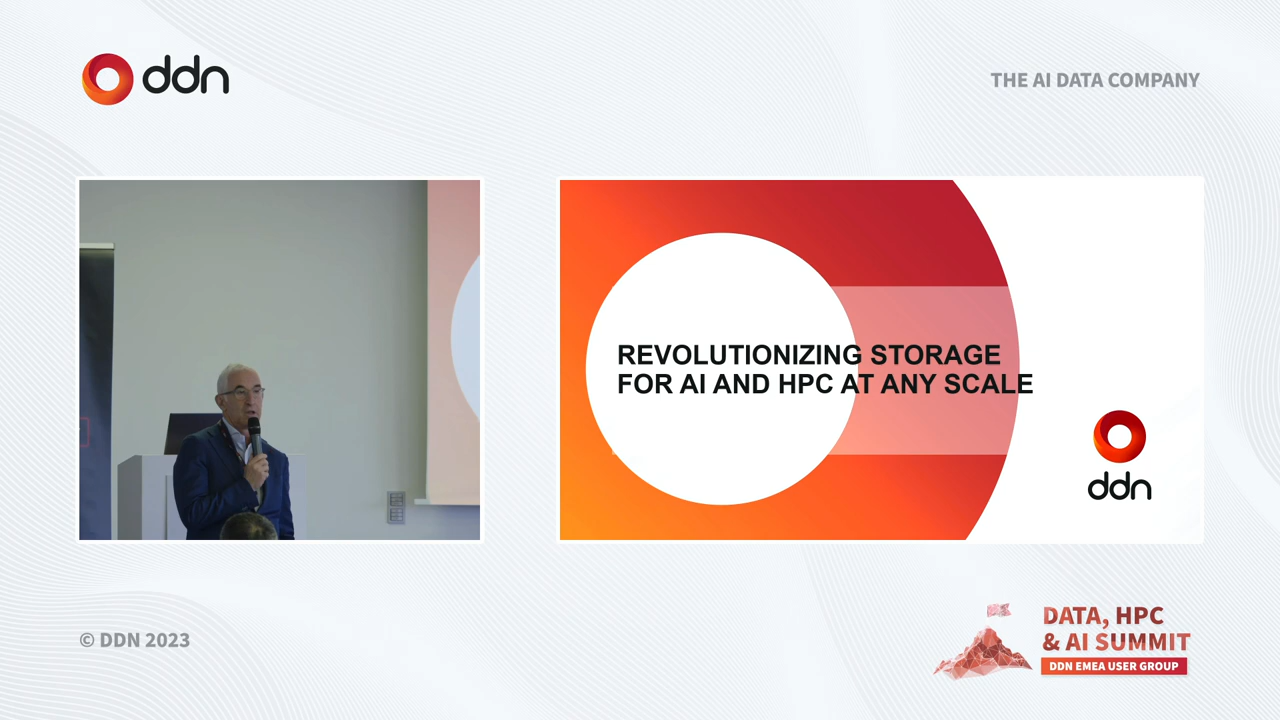 ddn
THE AI DATA COMPANY
REVOLUTIONIZING STORAGE
FOR AI AND HPC AT ANY SCALE
ddn
© DDN 2023
DATA, HPC
& AI SUMMIT
DDN EMEA USER GROUP